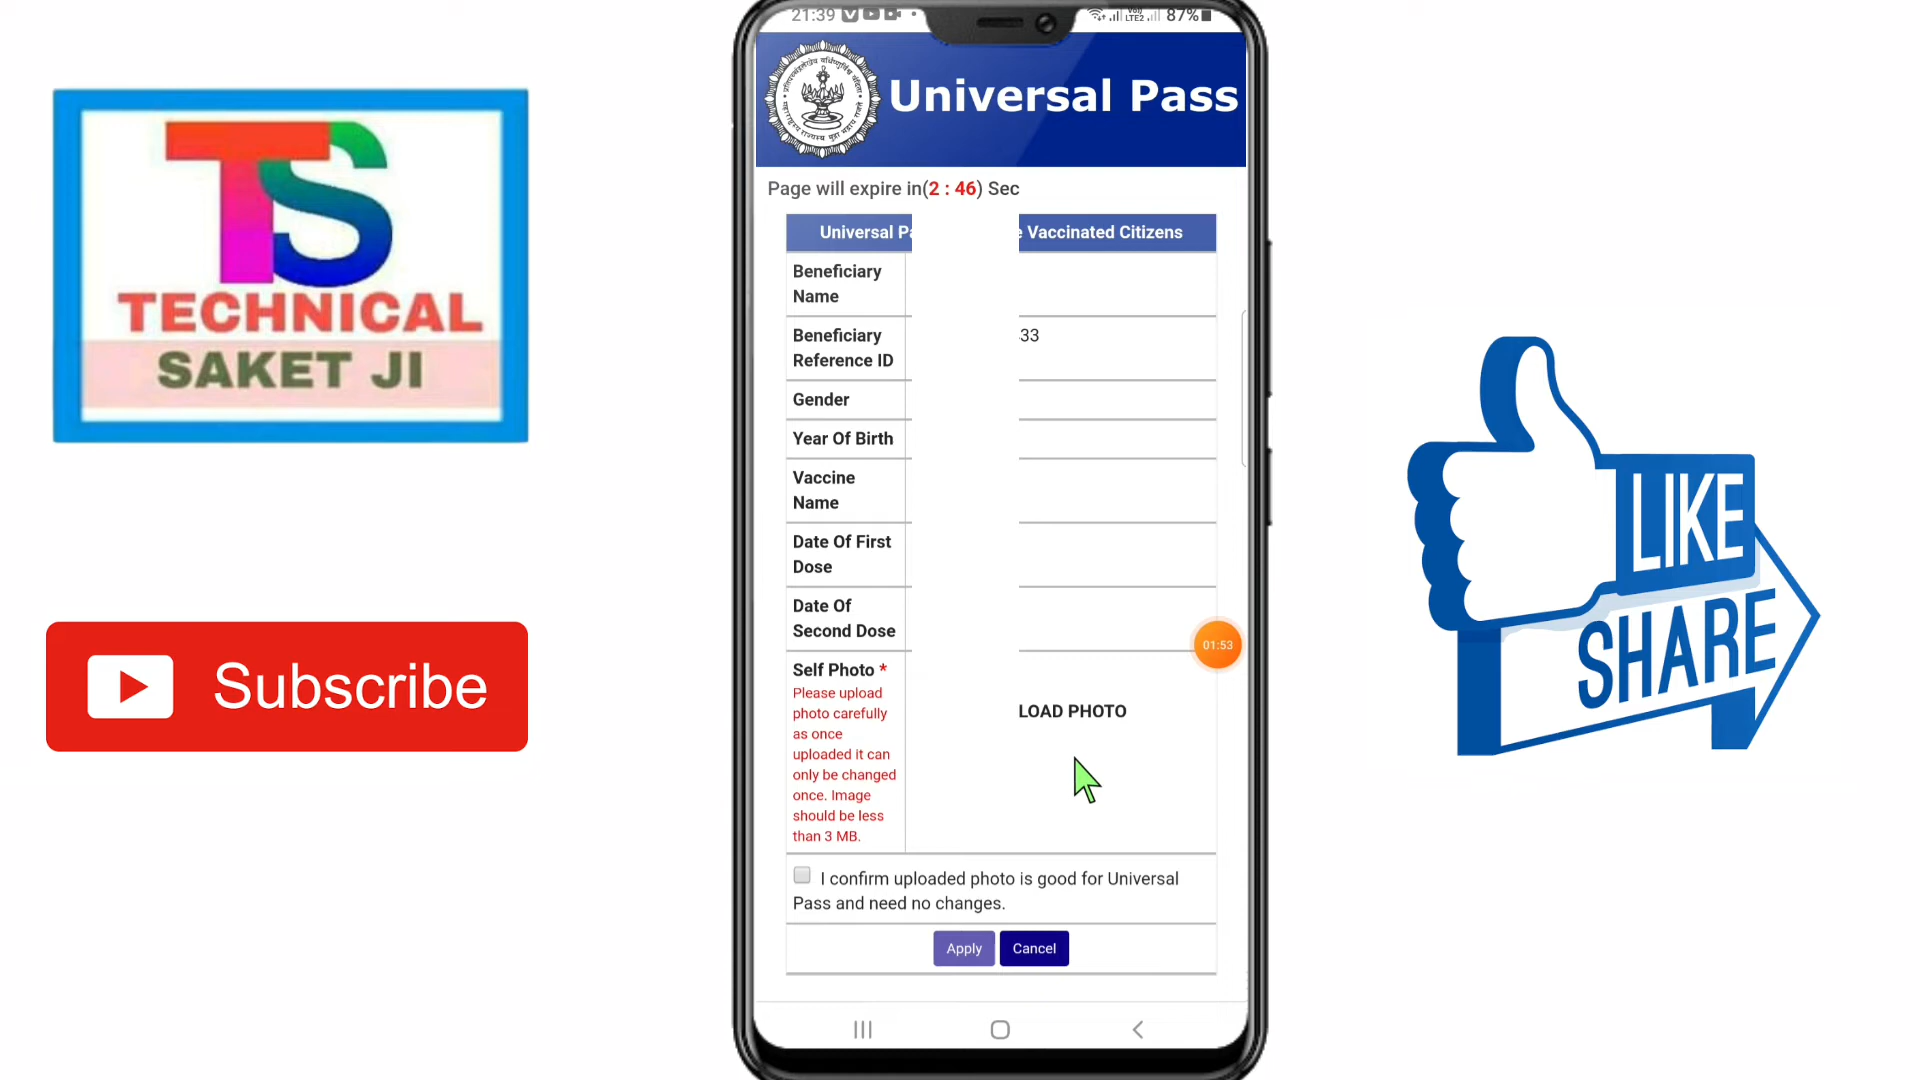 21:39
LTE2
87%
Universal Pass
Page will expire in(2 : 46) Sec
Universal Pa
Vaccinated Citizens
Beneficiary
Name
Beneficiary
Reference ID
33
Gender
Year Of Birth
Vaccine
Name
Date Of First
Dose
Date Of
Second Dose
Self Photo *
Please upload
photo carefully
as once
uploaded it can
only be changed
once. Image
should be less
than 3 MB.
LOAD PHOTO
01:53
I confirm uploaded photo is good for Universal
Pass and need no changes.
Apply Cancel
TS
TECHNICAL
SAKET JI
Subscribe
LIKE
SHARE